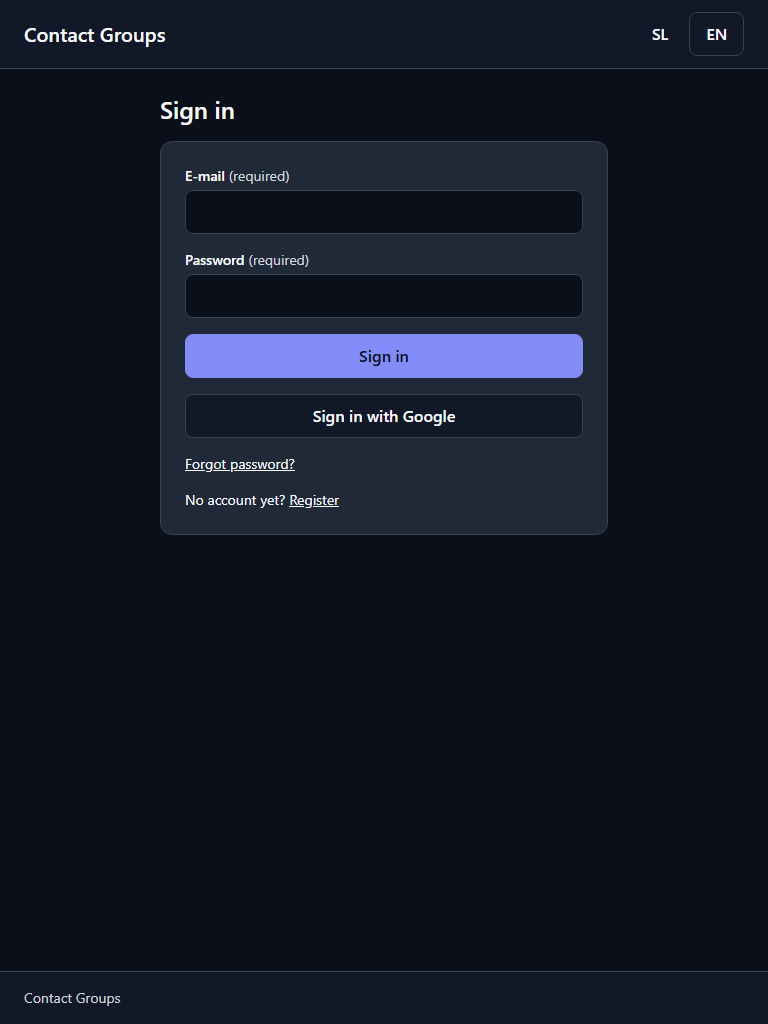 Contact Groups
SL
EN
Sign in
E-mail (required)
Password (required)
Sign in
Sign in with Google
Forgot password?
No account yet? Register
Contact Groups